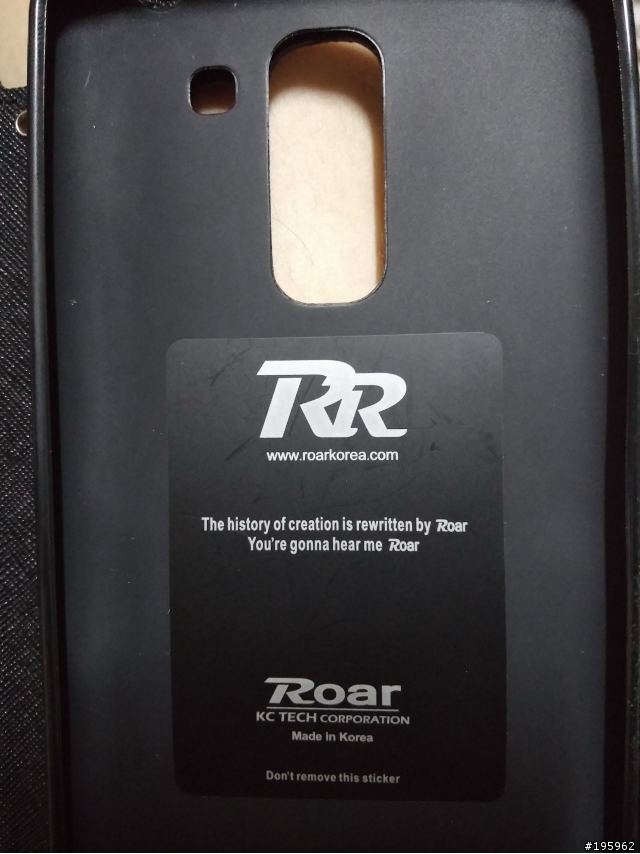 RR
www.roarkorea.com
The history of creation is rewritten by Roar
You're gonna hear me Roar
Roar
KC TECH CORPORATION
Made in Korea
Don't remove this sticker
#195962